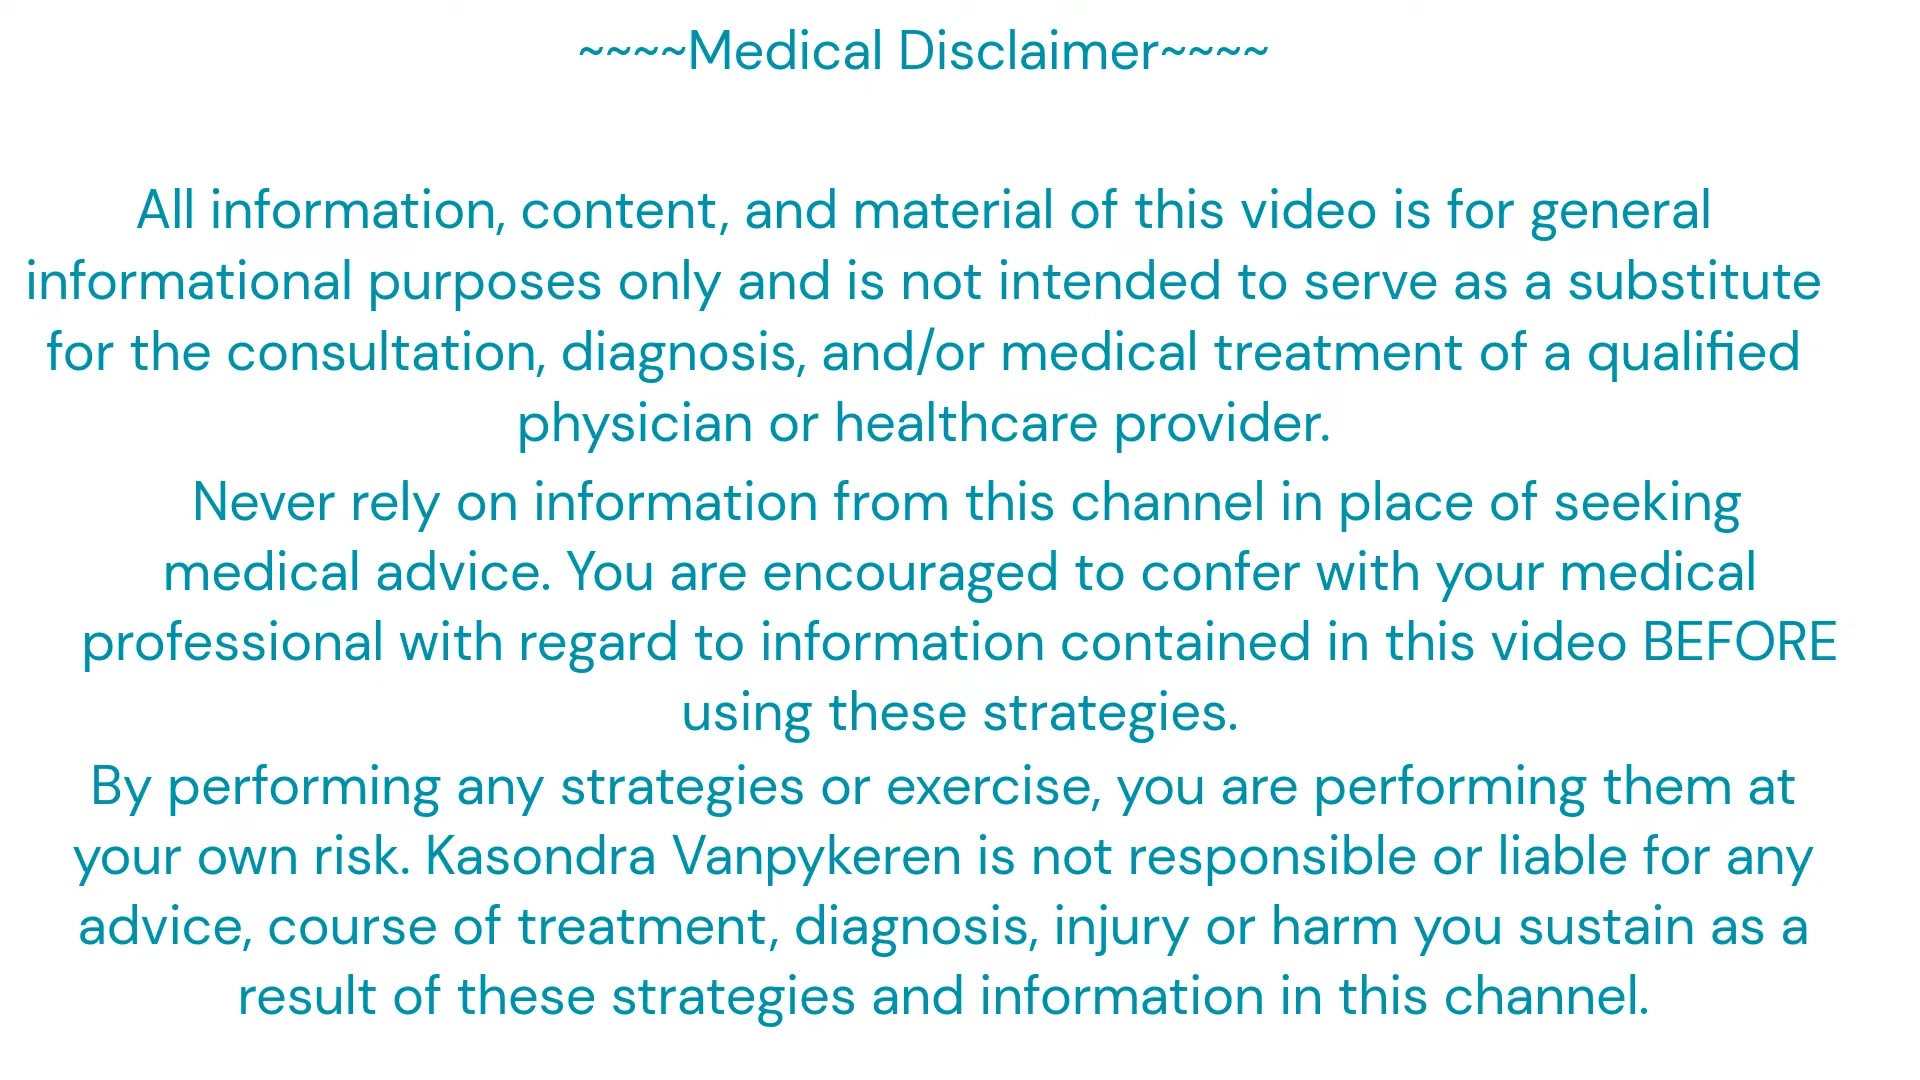 ~~~~Medical Disclaimer~~~~
All information, content, and material of this video is for general
informational purposes only and is not intended to serve as a substitute
for the consultation, diagnosis, and/or medical treatment of a qualified
physician or healthcare provider.
Never rely on information from this channel in place of seeking
medical advice. You are encouraged to confer with your medical
professional with regard to information contained in this video BEFORE
using these strategies.
By performing any strategies or exercise, you are performing them at
your own risk. Kasondra Vanpykeren is not responsible or liable for any
advice, course of treatment, diagnosis, injury or harm you sustain as a
result of these strategies and information in this channel.